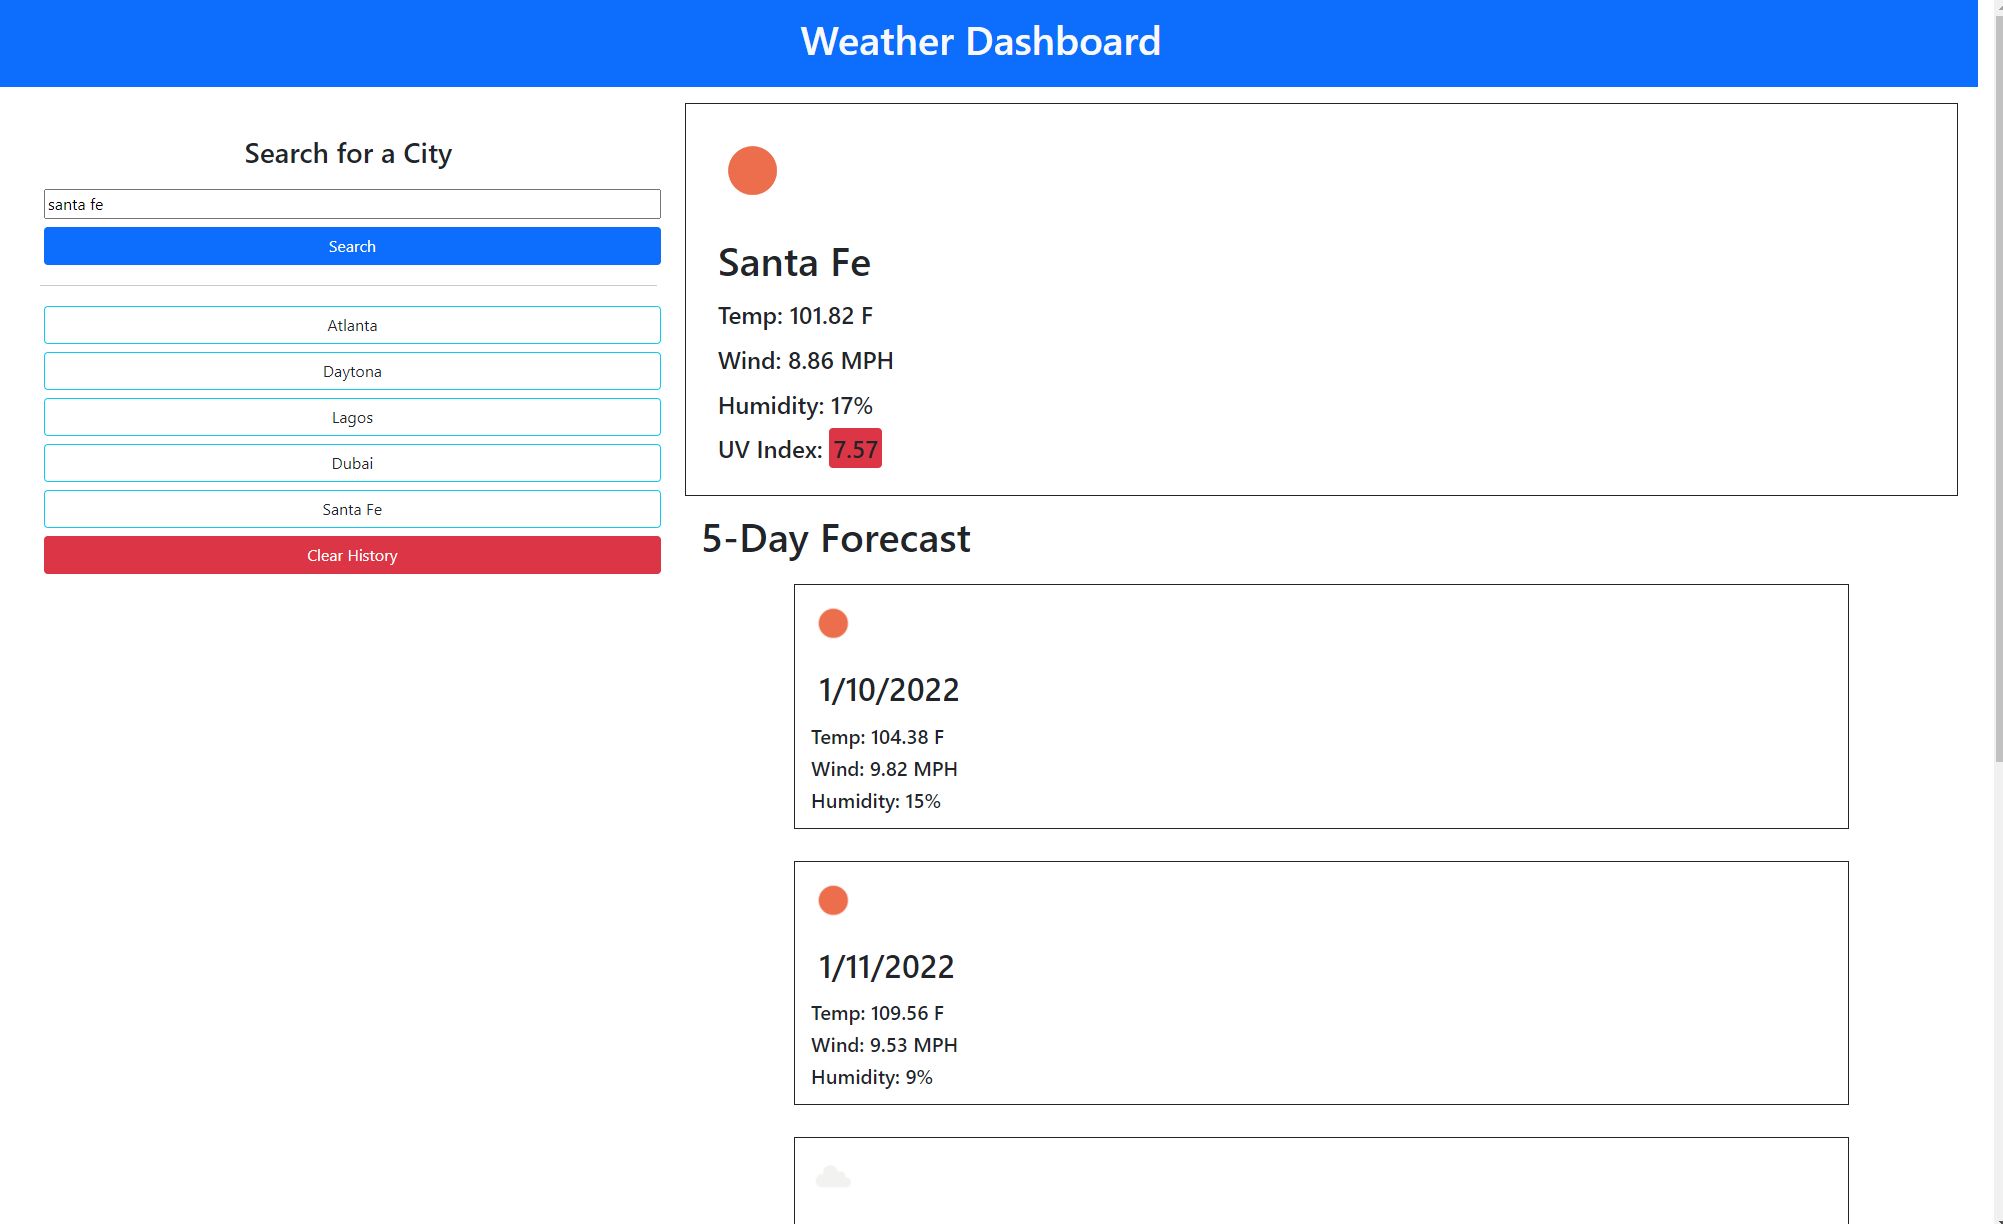 Weather Dashboard
Search for a City
santa fe
Search
Atlanta
Daytona
Lagos
Dubai
Santa Fe
Clear History
Santa Fe
Temp: 101.82 F
Wind: 8.86 MPH
Humidity: 17%
UV Index: 7.57
5-Day Forecast
1/10/2022
Temp: 104.38 F
Wind: 9.82 MPH
Humidity: 15%
1/11/2022
Temp: 109.56 F
Wind: 9.53 MPH
Humidity: 9%